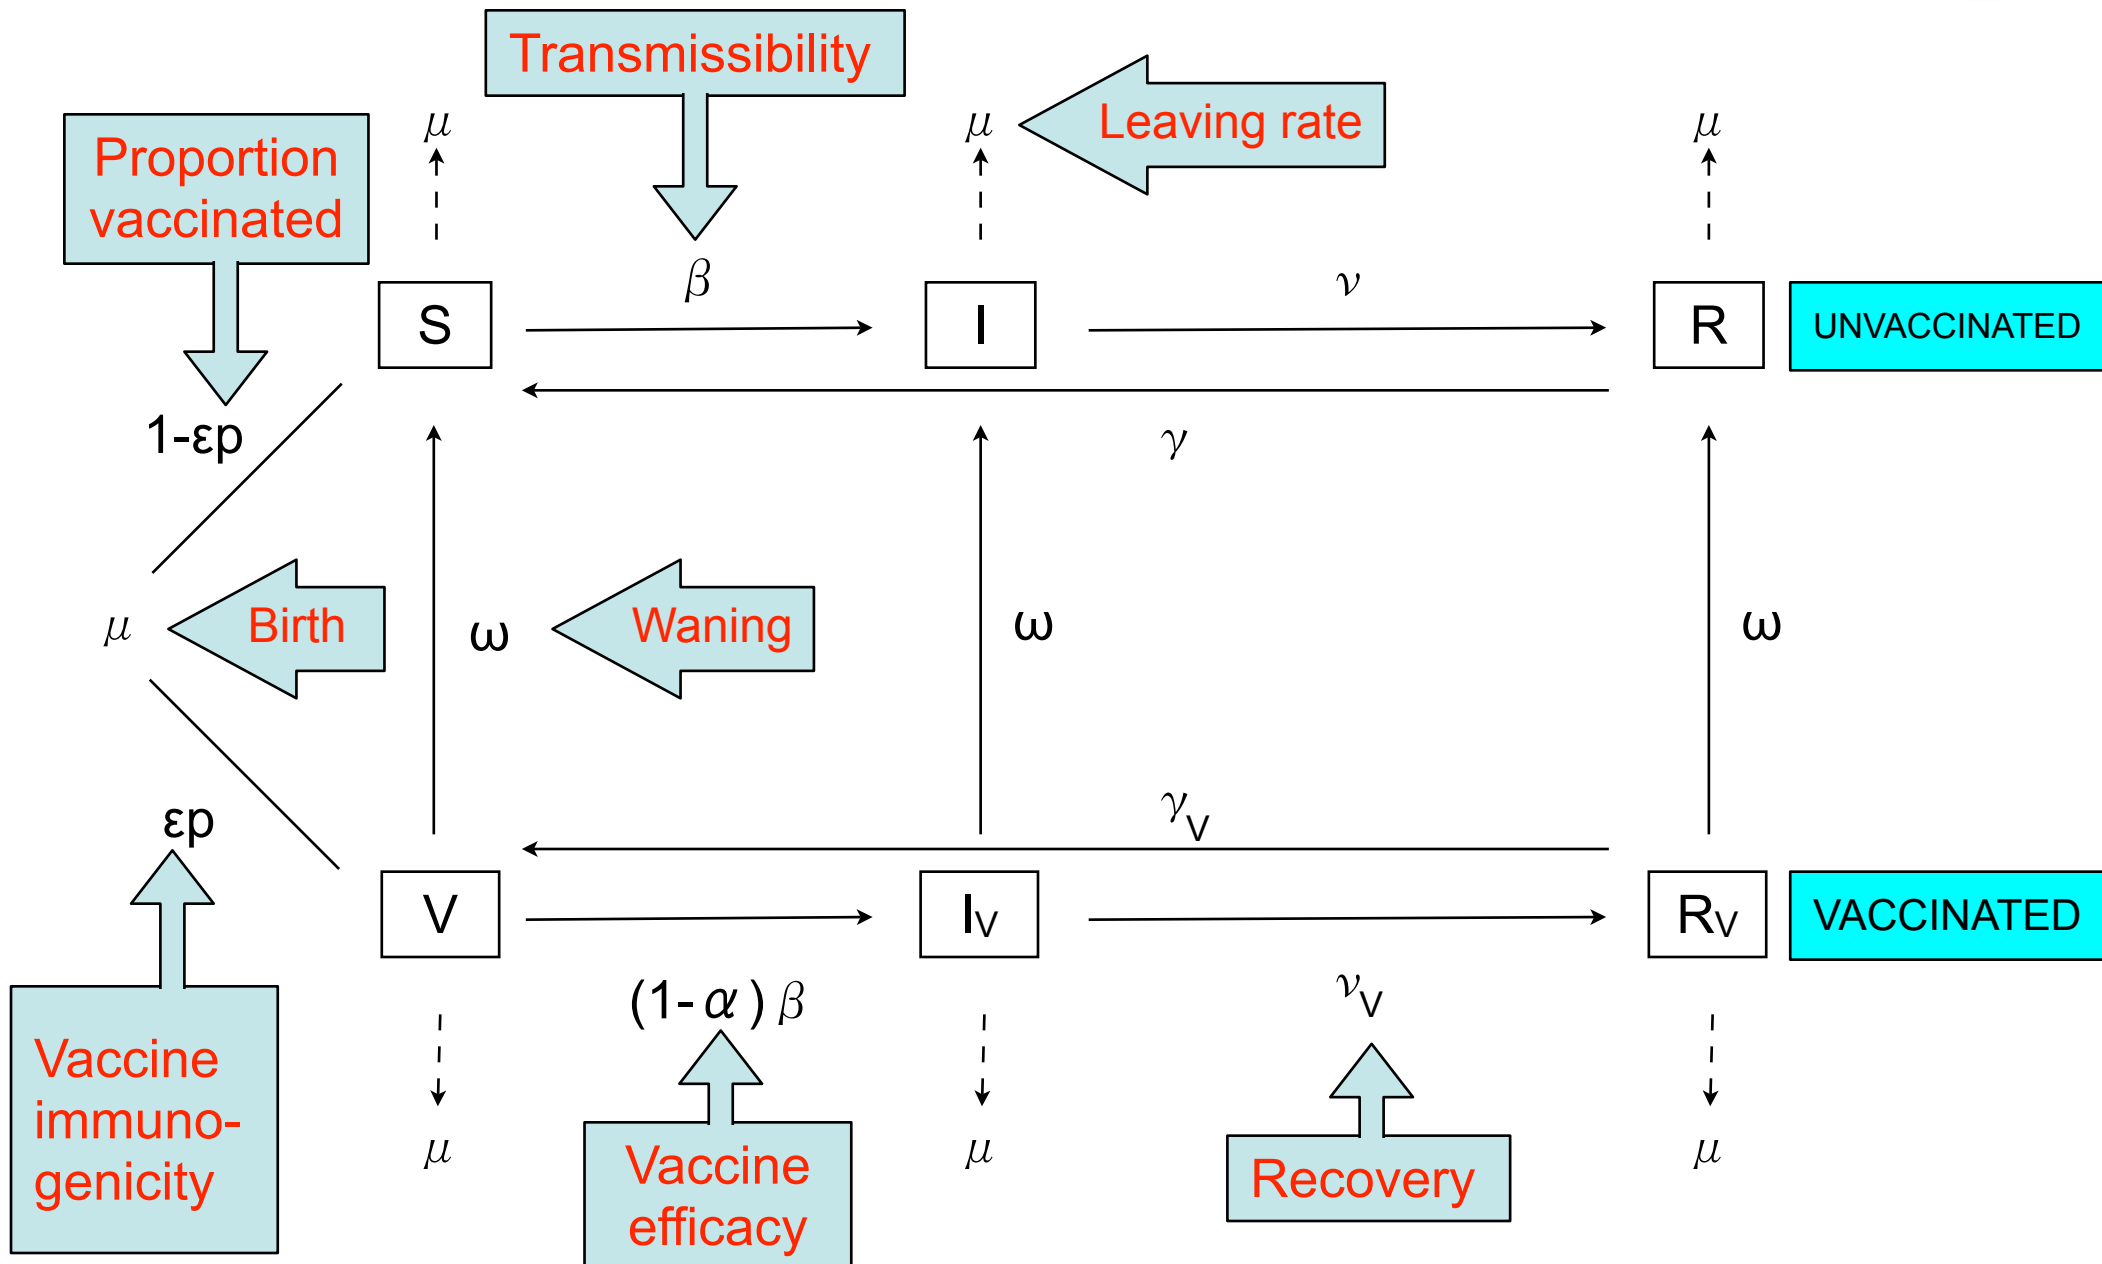 Transmissibility
μ
μ
Leaving rate
μ
Proportion
vaccinated
β
ν
S
I
R
UNVACCINATED
1-εp
γ
μ
Birth
ω
Waning
ω
ω
εp
γV
V
IV
RV
VACCINATED
(1-α)β
νV
Vaccine
immuno-
genicity
μ
Vaccine
efficacy
μ
Recovery
μ